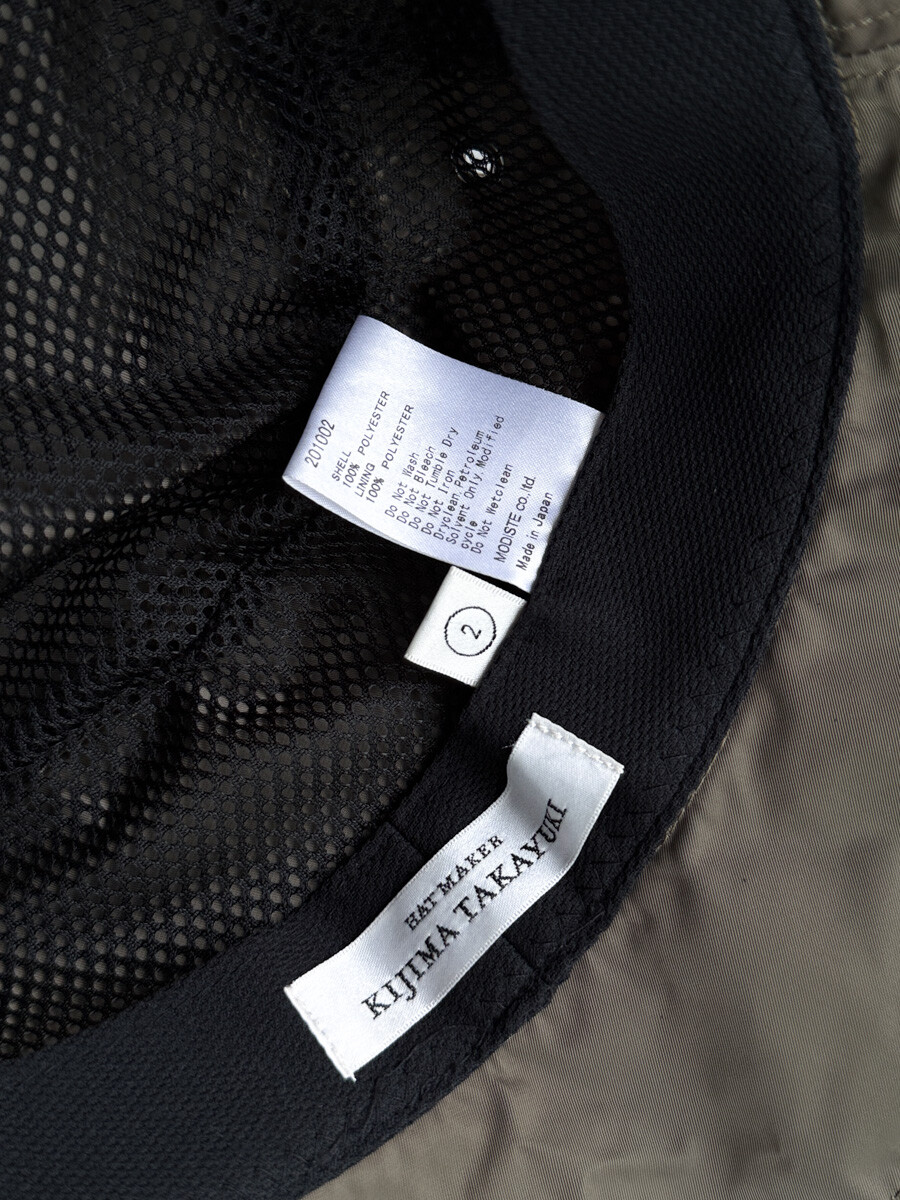 201002
SHELL
100% POLYESTER
LINING
100% POLYESTER
Do Not Wash
Do Not Bleach
Do Not Tumble Dry
Do Not Iron
Dryclean,Petroleum
Solvent Only.Modified
cycle
Do Not Wetclean
MODISTE co.,ltd.
Made in Japan
2
HAT MAKER
KIJIMA TAKAYUKI